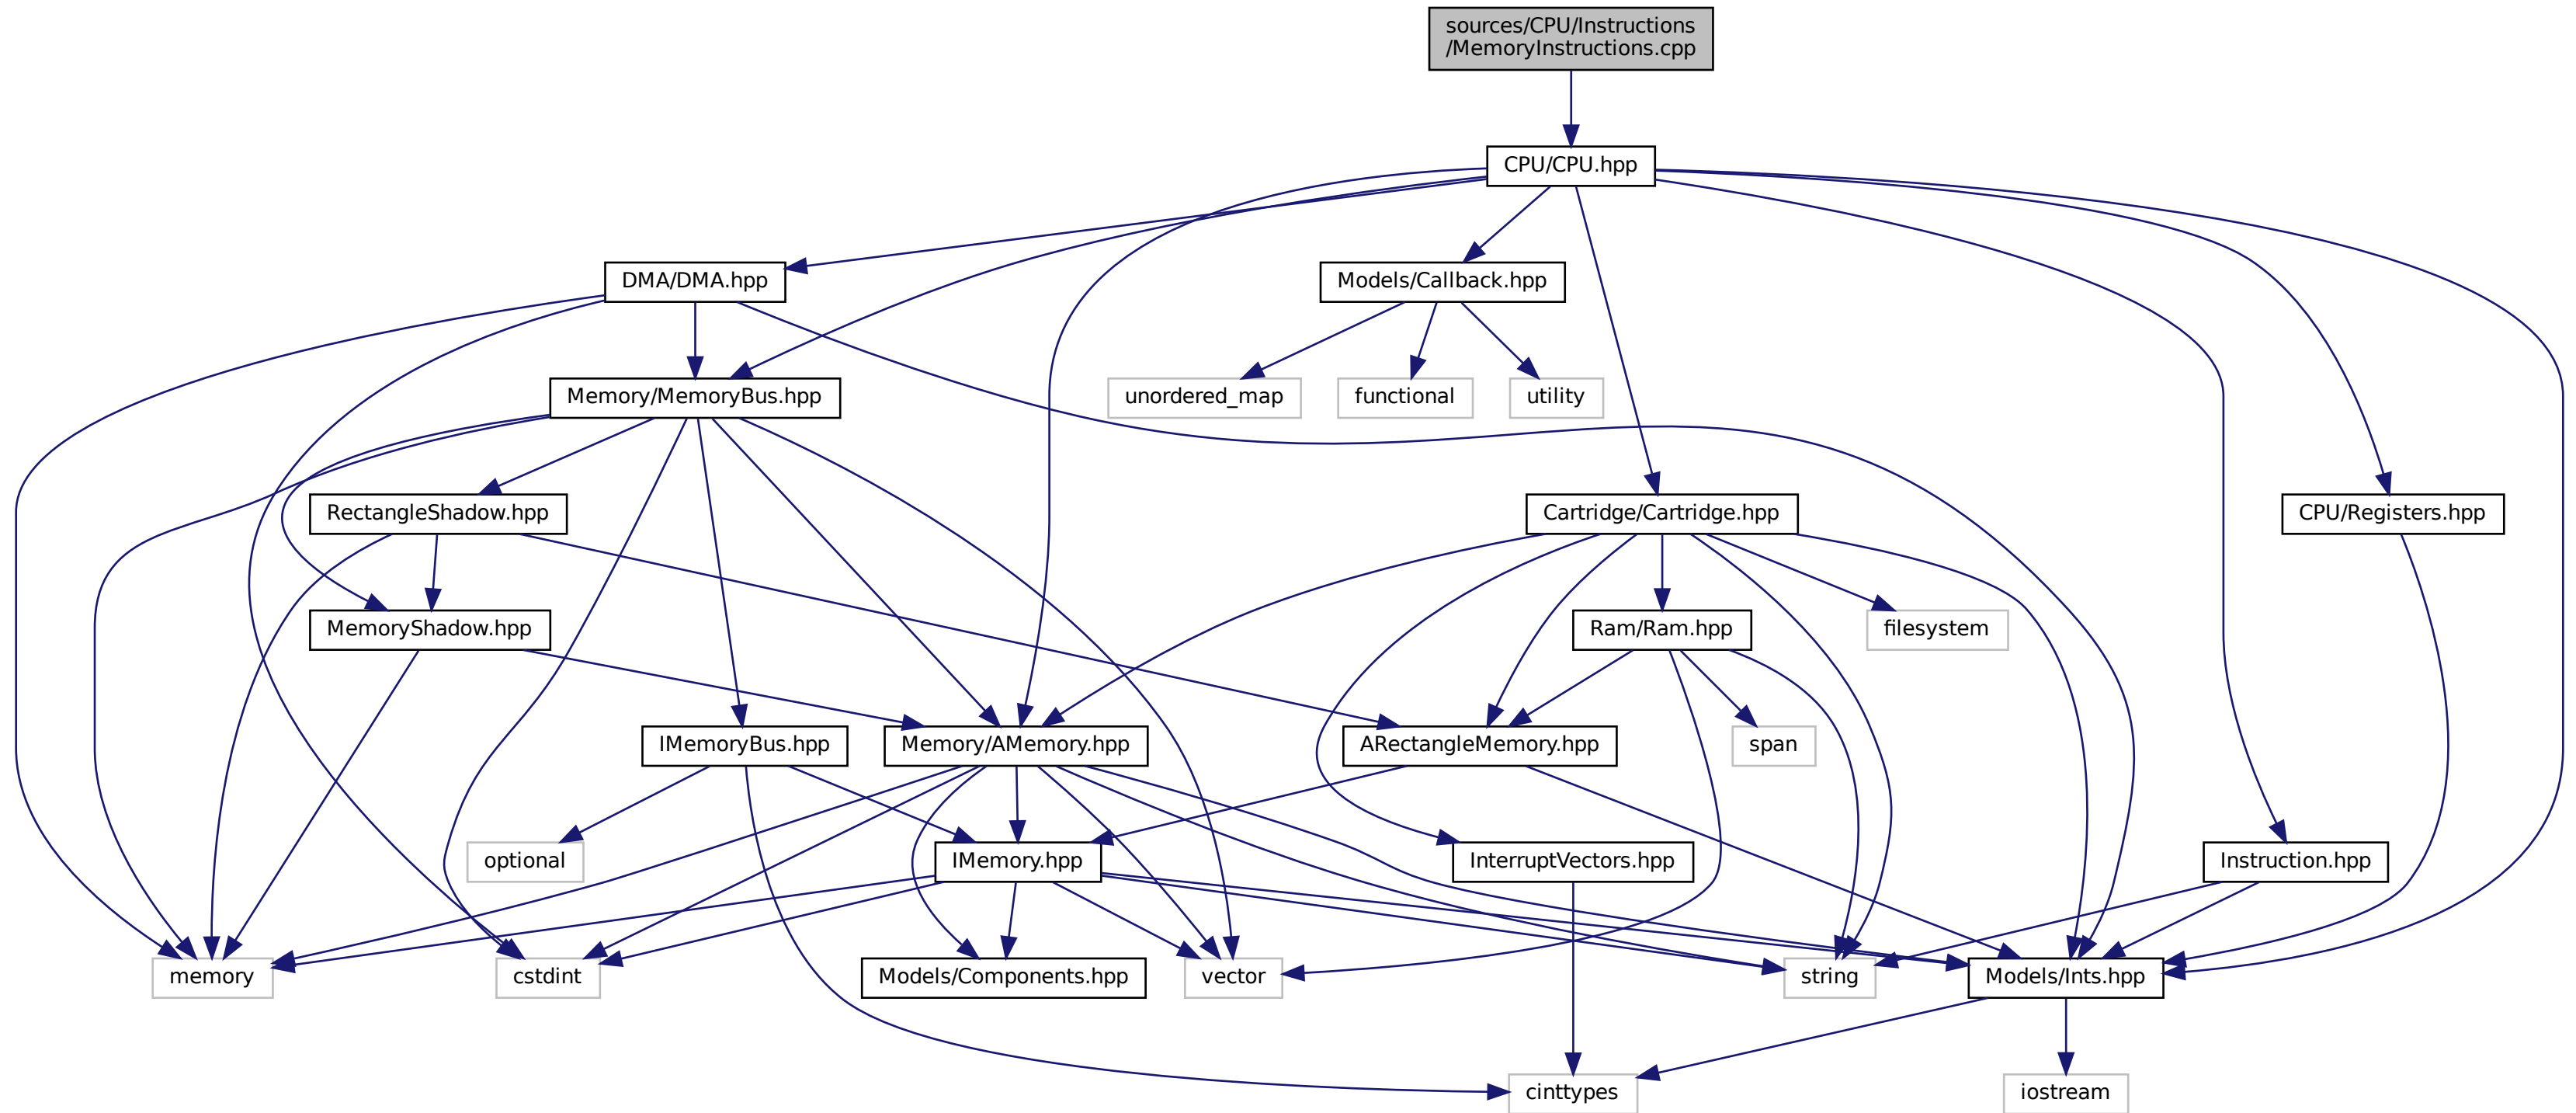 sources/CPU/Instructions
/MemoryInstructions.cpp
CPU/CPU.hpp
DMA/DMA.hpp
Models/Callback.hpp
Memory/MemoryBus.hpp
unordered_map
functional
utility
RectangleShadow.hpp
Cartridge/Cartridge.hpp
CPU/Registers.hpp
MemoryShadow.hpp
Ram/Ram.hpp
filesystem
IMemoryBus.hpp
Memory/AMemory.hpp
ARectangleMemory.hpp
span
optional
IMemory.hpp
InterruptVectors.hpp
Instruction.hpp
memory
cstdint
Models/Components.hpp
vector
string
Models/Ints.hpp
cinttypes
iostream